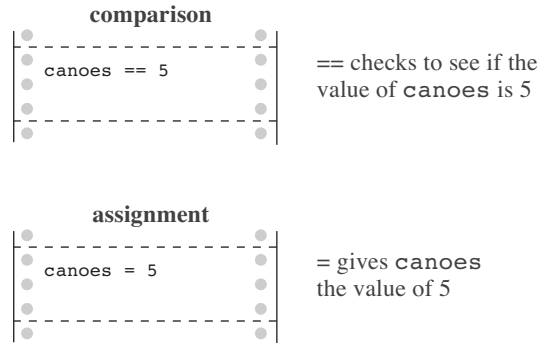 comparison
canoes == 5
== checks to see if the
value of canoes is 5
assignment
canoes = 5
= gives canoes
the value of 5